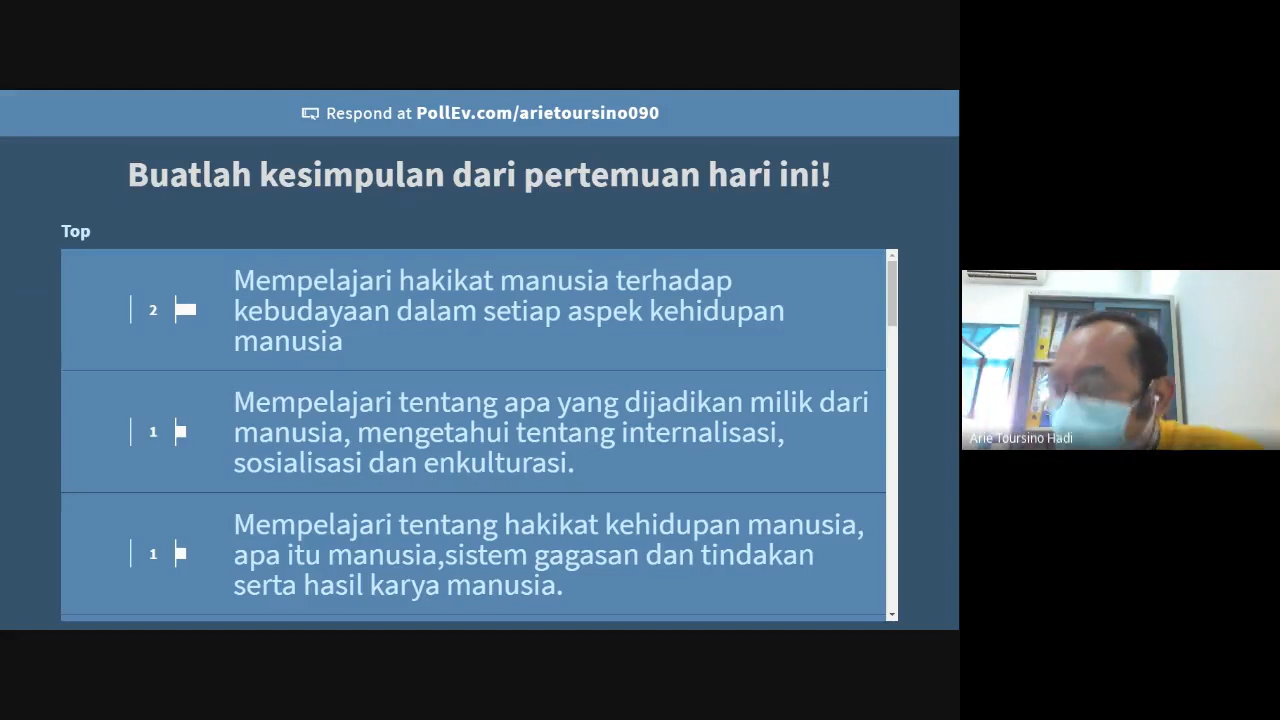 Respond at PollEv.com/arietoursino090
Buatlah kesimpulan dari pertemuan hari ini!
Top
2
Mempelajari hakikat manusia terhadap
kebudayaan dalam setiap aspek kehidupan
manusia
1
Mempelajari tentang apa yang dijadikan milik dari
manusia, mengetahui tentang internalisasi,
sosialisasi dan enkulturasi.
1
Mempelajari tentang hakikat kehidupan manusia,
apa itu manusia,sistem gagasan dan tindakan
serta hasil karya manusia.
Arie Toursino Hadi